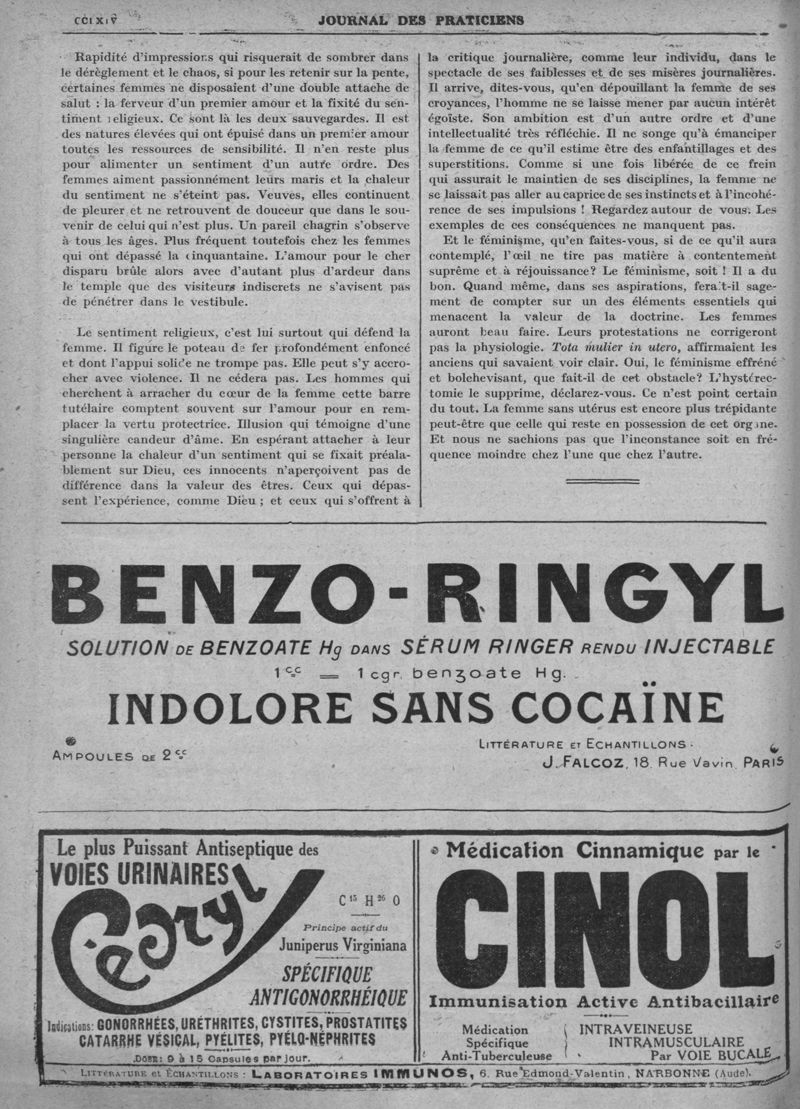 CCLXIV
JOURNAL DES PRATICIENS
Rapidité d'impressions qui risquerait de sombrer dans
le dérèglement et le chaos, si pour les retenir sur la pente,
certaines femmes ne disposaient d'une double attache de
salut : la ferveur d'un premier amour et la fixité du sen-
timent religieux. Ce sont là les deux sauvegardes. Il est
des natures élevées qui ont épuisé dans un premier amour
toutes les ressources de sensibilité. Il n'en reste plus
pour alimenter un sentiment d'un autre ordre. Des
femmes aiment passionnément leurs maris et la chaleur
du sentiment ne s'éteint pas. Veuves, elles continuent
de pleurer et ne retrouvent de douceur que dans le sou-
venir de celui qui n'est plus. Un pareil chagrin s'observe
à tous les âges. Plus fréquent toutefois chez les femmes
qui ont dépassé la cinquantaine. L'amour pour le cher
disparu brûle alors avec d'autant plus d'ardeur dans
le temple que des visiteurs indiscrets ne s'avisent pas
de pénétrer dans le vestibule.
Le sentiment religieux, c'est lui surtout qui défend la
femme. Il figure le poteau de fer profondément enfoncé
et dont l'appui solide ne trompe pas. Elle peut s'y accro-
cher avec violence. Il ne cédera pas. Les hommes qui
cherchent à arracher du cœur de la femme cette barre
tutélaire comptent souvent sur l'amour pour en rem-
placer la vertu protectrice. Illusion qui témoigne d'une
singulière candeur d'âme. En espérant attacher à leur
personne la chaleur d'un sentiment qui se fixait préala-
blement sur Dieu, ces innocents n'aperçoivent pas de
différence dans la valeur des êtres. Ceux qui dépas-
sent l'expérience, comme Dieu ; et ceux qui s'offrent à
la critique journalière, comme leur individu, dans le
spectacle de ses faiblesses et de ses misères journalières.
Il arrive, dites-vous, qu'en dépouillant la femme de ses
croyances, l'homme ne se laisse mener par aucun intérêt
égoïste. Son ambition est d'un autre ordre et d'une
intellectualité très réfléchie. Il ne songe qu'à émanciper
la femme de ce qu'il estime être des enfantillages et des
superstitions. Comme si une fois libérée de ce frein
qui assurait le maintien de ses disciplines, la femme ne
se laissait pas aller au caprice de ses instincts et à l'incohé-
rence de ses impulsions ! Regardez autour de vous. Les
exemples de ces conséquences ne manquent pas.
Et le féminisme, qu'en faites-vous, si de ce qu'il aura
contemplé, l'œil ne tire pas matière à contentement
suprême et à réjouissance? Le féminisme, soit ! Il a du
bon. Quand même, dans ses aspirations, fera't-il sage-
ment de compter sur un des éléments essentiels qui
menacent la valeur de la doctrine. Les femmes
auront beau faire. Leurs protestations ne corrigeront
pas la physiologie. Tota mulier in utero, affirmaient les
anciens qui savaient voir clair. Oui, le féminisme effréné
et bolchevisant, que fait-il de cet obstacle? L'hystérec-
tomie le supprime, déclarez-vous. Ce n'est point certain
du tout. La femme sans utérus est encore plus trépidante
peut-être que celle qui reste en possession de cet organe.
Et nous ne sachions pas que l'inconstance soit en fré-
quence moindre chez l'une que chez l'autre.
BENZO-RINGYL
SOLUTION DE BENZOATE Hg DANS SÉRUM RINGER RENDU INJECTABLE
1cc = 1 cgr. benzoate Hg.
INDOLORE SANS COCAÏNE
AMPOULES DE 2cc
LITTÉRATURE ET ECHANTILLONS
J. FALCOZ, 18, Rue Vavin, PARIS
Le plus Puissant Antiseptique des
VOIES URINAIRES
Cédryl
C15 H26 O
Principe actif du
Juniperus Virginiana
SPÉCIFIQUE
ANTIGONORRHÉIQUE
Indications: GONORRHÉES, URÉTHRITES, CYSTITES, PROSTATITES
CATARRHE VÉSICAL, PYÉLITES, PYÉLO-NÉPHRITES
DOSE: 9 à 15 Capsules par jour.
Médication Cinnamique par le
CINOL
Immunisation Active Antibacillaire
Médication
Spécifique
Anti-Tuberculeuse
INTRAVEINEUSE
INTRAMUSCULAIRE
Par VOIE BUCALE
LITTÉRATURE et ÉCHANTILLONS : LABORATOIRES IMMUNOS, 6, Rue Edmond-Valentin, NARBONNE (Aude).